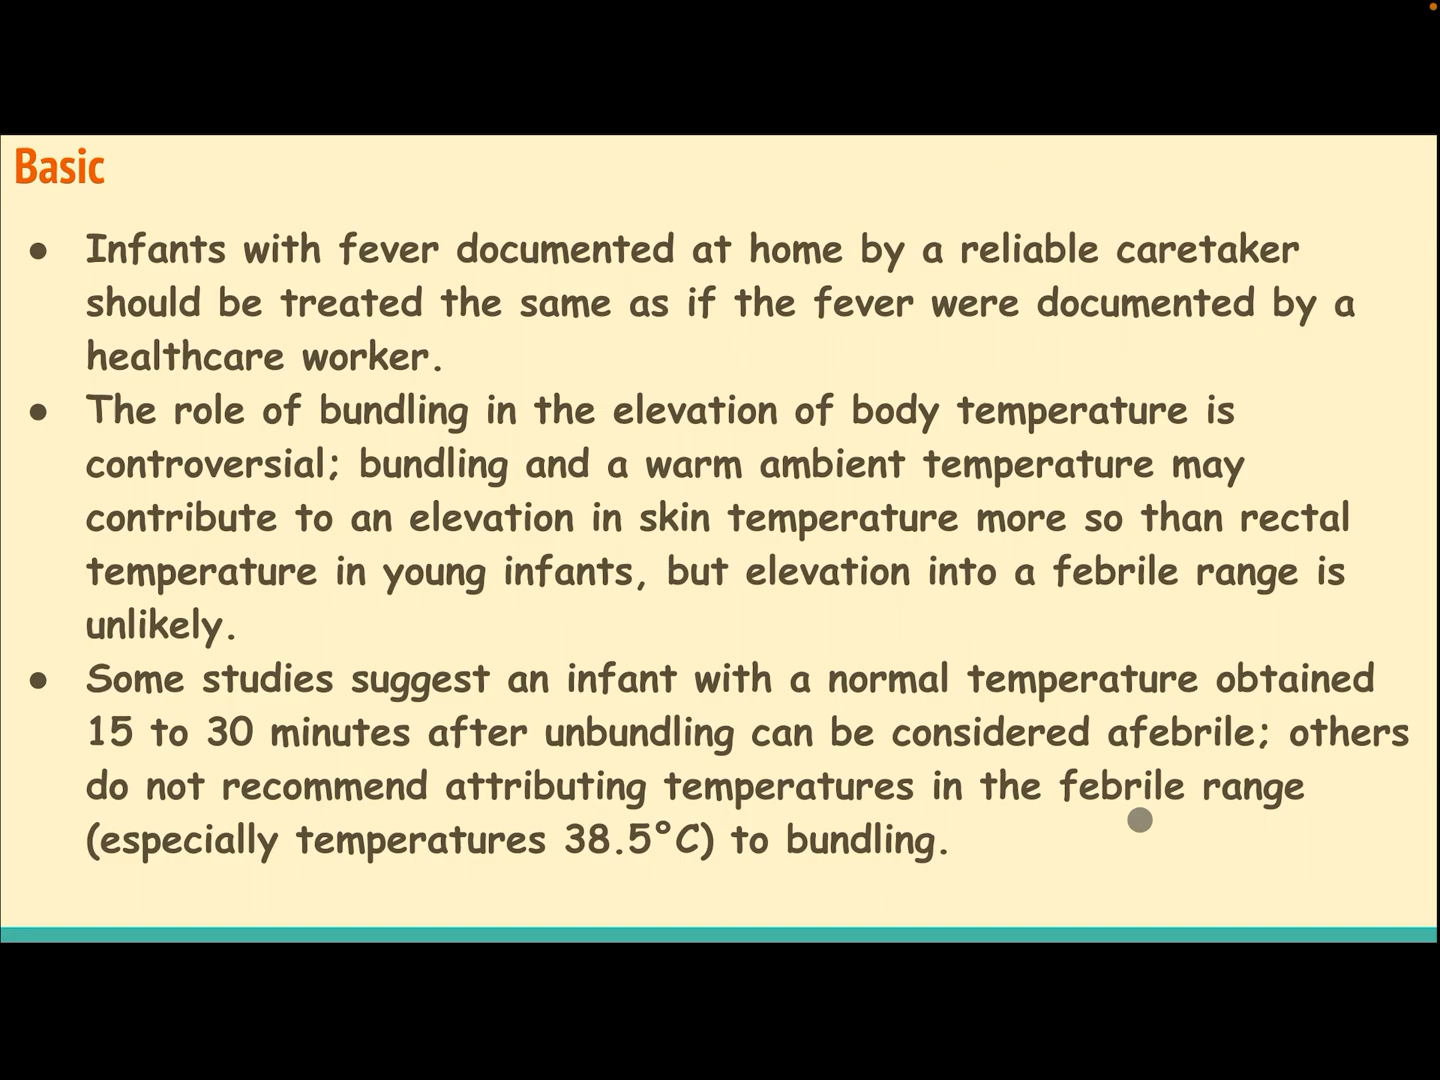 Basic
● Infants with fever documented at home by a reliable caretaker
should be treated the same as if the fever were documented by a
healthcare worker.
● The role of bundling in the elevation of body temperature is
controversial; bundling and a warm ambient temperature may
contribute to an elevation in skin temperature more so than rectal
temperature in young infants, but elevation into a febrile range is
unlikely.
● Some studies suggest an infant with a normal temperature obtained
15 to 30 minutes after unbundling can be considered afebrile; others
do not recommend attributing temperatures in the febrile range
(especially temperatures 38.5°C) to bundling.